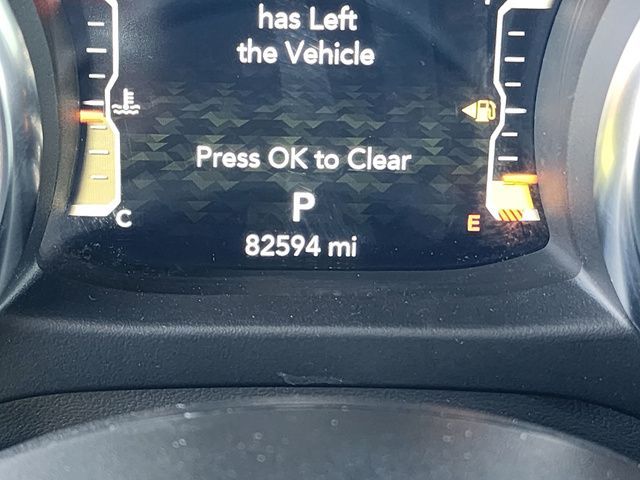 has Left
the Vehicle
Press OK to Clear
P
C
E
82594 mi